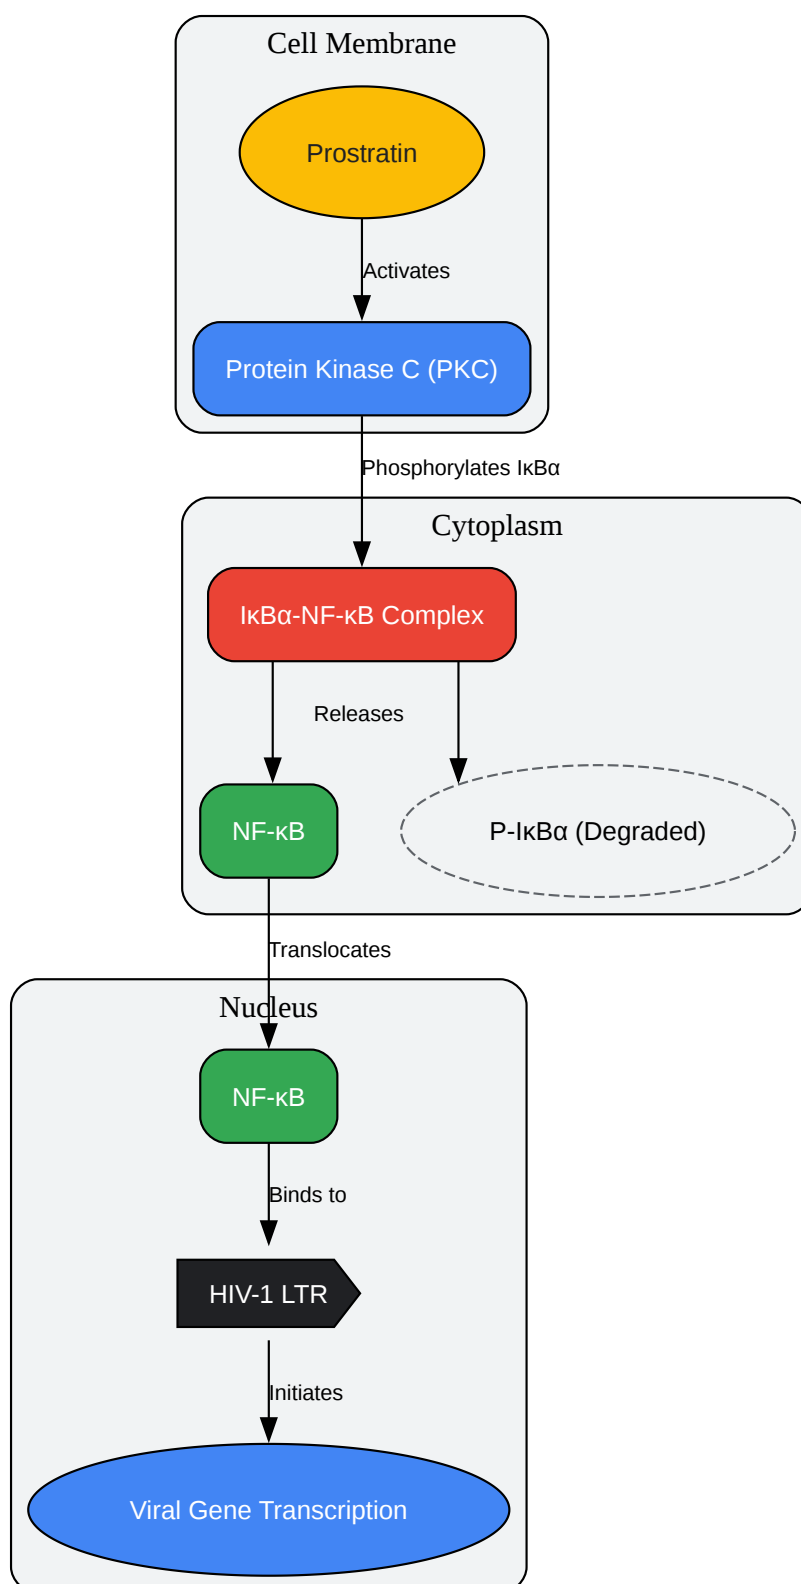 Cell Membrane
Prostratin
Activates
Protein Kinase C (PKC)
Phosphorylates IκBα
Cytoplasm
IκBα-NF-κB Complex
Releases
NF-κB
P-IκBα (Degraded)
Translocates
Nucleus
NF-κB
Binds to
HIV-1 LTR
Initiates
Viral Gene Transcription